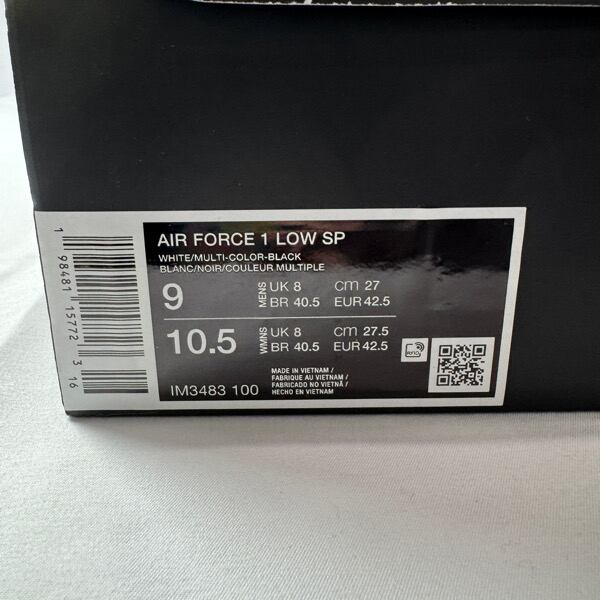 AIR FORCE 1 LOW SP
WHITE/MULTI-COLOR-BLACK
BLANC/NOIR/COULEUR MULTIPLE
9
MENS
UK 8
cm 27
BR 40.5
EUR 42.5
10.5
WMNS
UK 8
cm 27.5
BR 40.5
EUR 42.5
RFID
IM3483 100
MADE IN VIETNAM /
FABRIQUE AU VIETNAM /
FABRICADO NO VIETNÃ /
HECHO EN VIETNAM
1 98481 15772 3 16